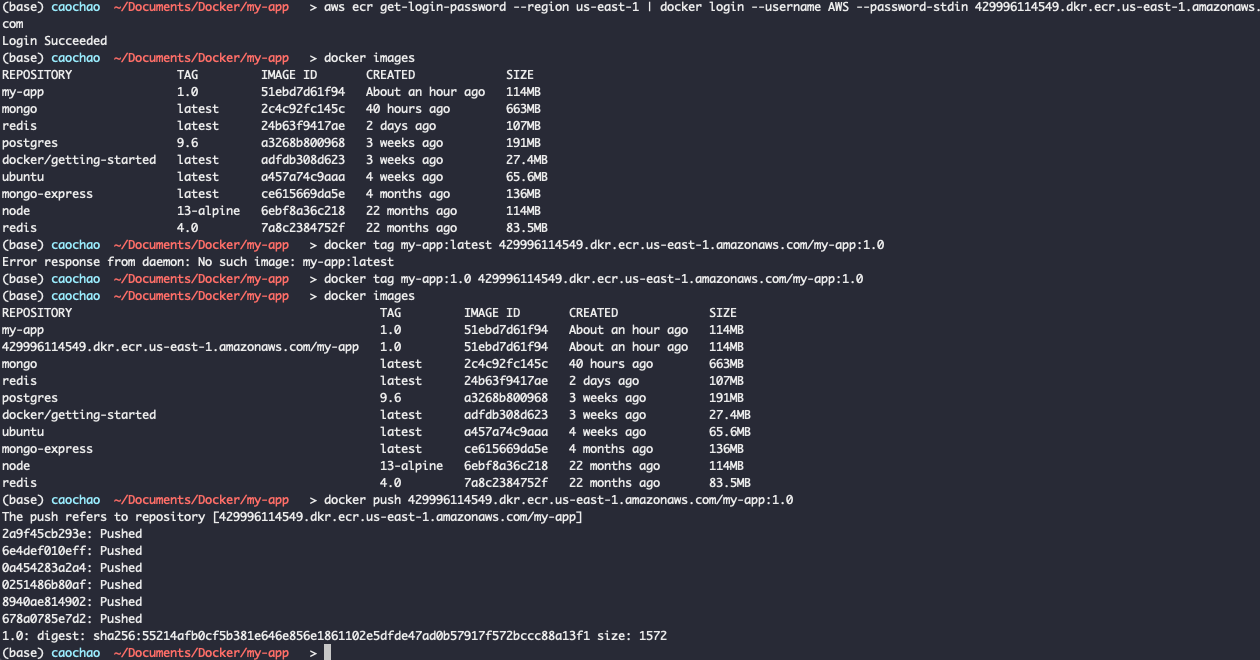 (base) caochao ~/Documents/Docker/my-app > aws ecr get-login-password --region us-east-1 | docker login --username AWS --password-stdin 429996114549.dkr.ecr.us-east-1.amazonaws.
com
Login Succeeded
(base) caochao ~/Documents/Docker/my-app > docker images
REPOSITORY TAG IMAGE ID CREATED SIZE
my-app 1.0 51ebd7d61f94 About an hour ago 114MB
mongo latest 2c4c92fc145c 40 hours ago 663MB
redis latest 24b63f9417ae 2 days ago 107MB
postgres 9.6 a3268b800968 3 weeks ago 191MB
docker/getting-started latest adfdb308d623 3 weeks ago 27.4MB
ubuntu latest a457a74c9aaa 4 weeks ago 65.6MB
mongo-express latest ce615669da5e 4 months ago 136MB
node 13-alpine 6ebf8a36c218 22 months ago 114MB
redis 4.0 7a8c2384752f 22 months ago 83.5MB
(base) caochao ~/Documents/Docker/my-app > docker tag my-app:latest 429996114549.dkr.ecr.us-east-1.amazonaws.com/my-app:1.0
Error response from daemon: No such image: my-app:latest
(base) caochao ~/Documents/Docker/my-app > docker tag my-app:1.0 429996114549.dkr.ecr.us-east-1.amazonaws.com/my-app:1.0
(base) caochao ~/Documents/Docker/my-app > docker images
REPOSITORY TAG IMAGE ID CREATED SIZE
my-app 1.0 51ebd7d61f94 About an hour ago 114MB
429996114549.dkr.ecr.us-east-1.amazonaws.com/my-app 1.0 51ebd7d61f94 About an hour ago 114MB
mongo latest 2c4c92fc145c 40 hours ago 663MB
redis latest 24b63f9417ae 2 days ago 107MB
postgres 9.6 a3268b800968 3 weeks ago 191MB
docker/getting-started latest adfdb308d623 3 weeks ago 27.4MB
ubuntu latest a457a74c9aaa 4 weeks ago 65.6MB
mongo-express latest ce615669da5e 4 months ago 136MB
node 13-alpine 6ebf8a36c218 22 months ago 114MB
redis 4.0 7a8c2384752f 22 months ago 83.5MB
(base) caochao ~/Documents/Docker/my-app > docker push 429996114549.dkr.ecr.us-east-1.amazonaws.com/my-app:1.0
The push refers to repository [429996114549.dkr.ecr.us-east-1.amazonaws.com/my-app]
2a9f45cb293e: Pushed
6e4def010eff: Pushed
0a454283a2a4: Pushed
0251486b80af: Pushed
8940ae814902: Pushed
678a0785e7d2: Pushed
1.0: digest: sha256:55214afb0cf5b381e646e856e1861102e5dfde47ad0b57917f572bccc88a13f1 size: 1572
(base) caochao ~/Documents/Docker/my-app >